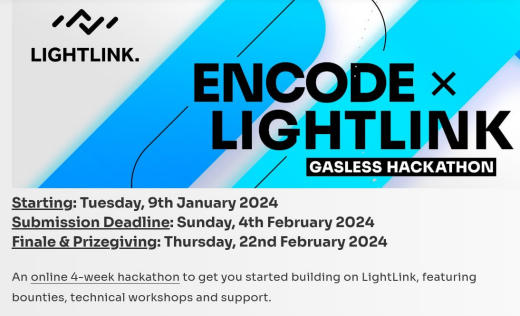 LIGHTLINK.
ENCODE ×
LIGHTLINK
GASLESS HACKATHON
Starting: Tuesday, 9th January 2024
Submission Deadline: Sunday, 4th February 2024
Finale & Prizegiving: Thursday, 22nd February 2024
An online 4-week hackathon to get you started building on LightLink, featuring
bounties, technical workshops and support.